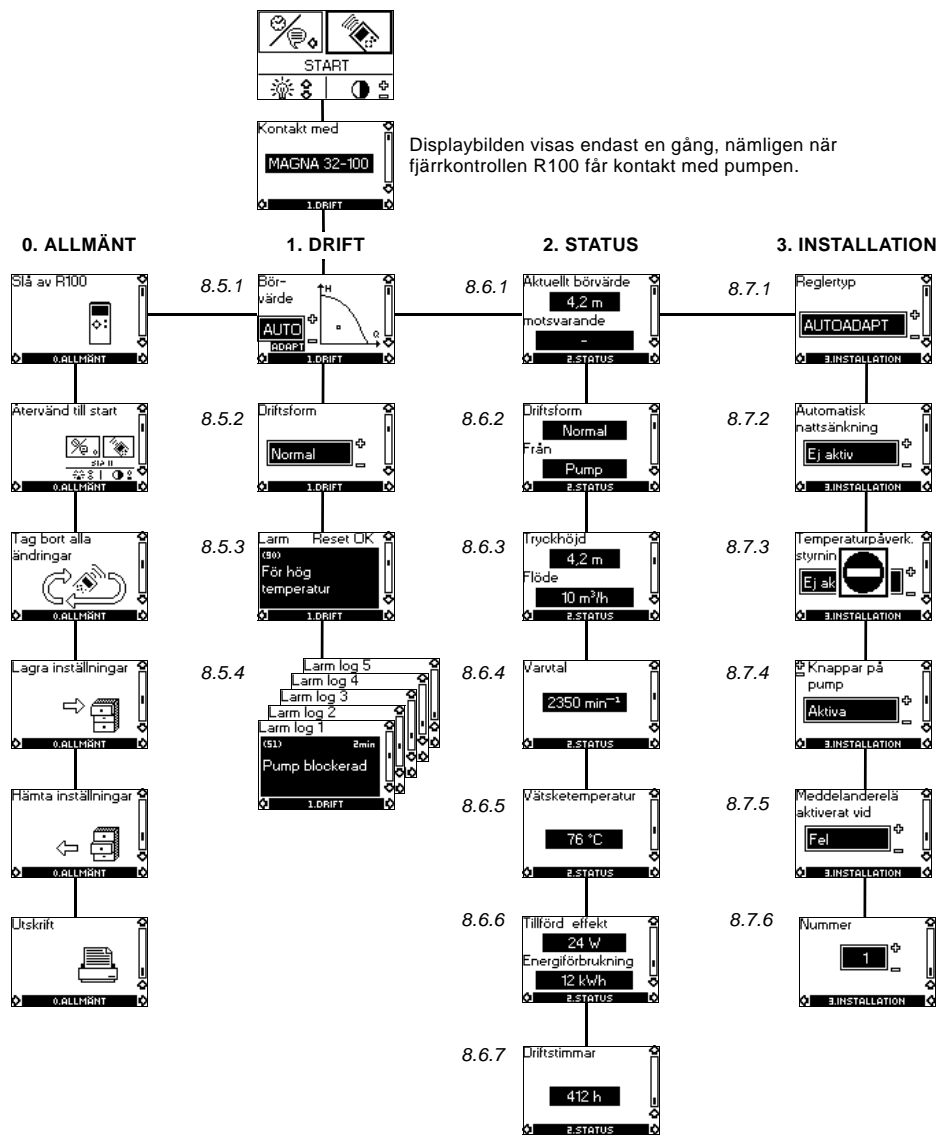 START
Kontakt med
MAGNA 32-100
1.DRIFT
Displaybilden visas endast en gång, nämligen när
fjärrkontrollen R100 får kontakt med pumpen.
0. ALLMÄNT
1. DRIFT
2. STATUS
3. INSTALLATION
Slå av R100
0.ALLMÄNT
8.5.1
Bör-
värde
H
Q
AUTO
ADAPT
1.DRIFT
8.6.1
Aktuellt börvärde
4,2 m
motsvarande
-
2.STATUS
8.7.1
Reglertyp
AUTOADAPT
3.INSTALLATION
Återvänd till start
0.ALLMÄNT
8.5.2
Driftsform
Normal
1.DRIFT
8.6.2
Driftsform
Normal
Från
Pump
2.STATUS
8.7.2
Automatisk
nattsänkning
Ej aktiv
3.INSTALLATION
Tag bort alla
ändringar
0.ALLMÄNT
8.5.3
Larm Reset OK
(90)
För hög
temperatur
1.DRIFT
8.6.3
Tryckhöjd
4,2 m
Flöde
10 m³/h
2.STATUS
8.7.3
Temperaturpåverk.
styrnin
Ej ak
3.INSTALLATION
Lagra inställningar
0.ALLMÄNT
8.5.4
Larm log 5
Larm log 4
Larm log 3
Larm log 2
Larm log 1
(51) 2min
Pump blockerad
1.DRIFT
8.6.4
Varvtal
2350 min⁻¹
2.STATUS
8.7.4
Knappar på
pump
Aktiva
3.INSTALLATION
Hämta inställningar
0.ALLMÄNT
8.6.5
Vätsketemperatur
76 °C
2.STATUS
8.7.5
Meddelanderelä
aktiverat vid
Fel
3.INSTALLATION
Utskrift
0.ALLMÄNT
8.6.6
Tillförd effekt
24 W
Energiförbrukning
12 kWh
2.STATUS
8.7.6
Nummer
1
3.INSTALLATION
8.6.7
Driftstimmar
412 h
2.STATUS